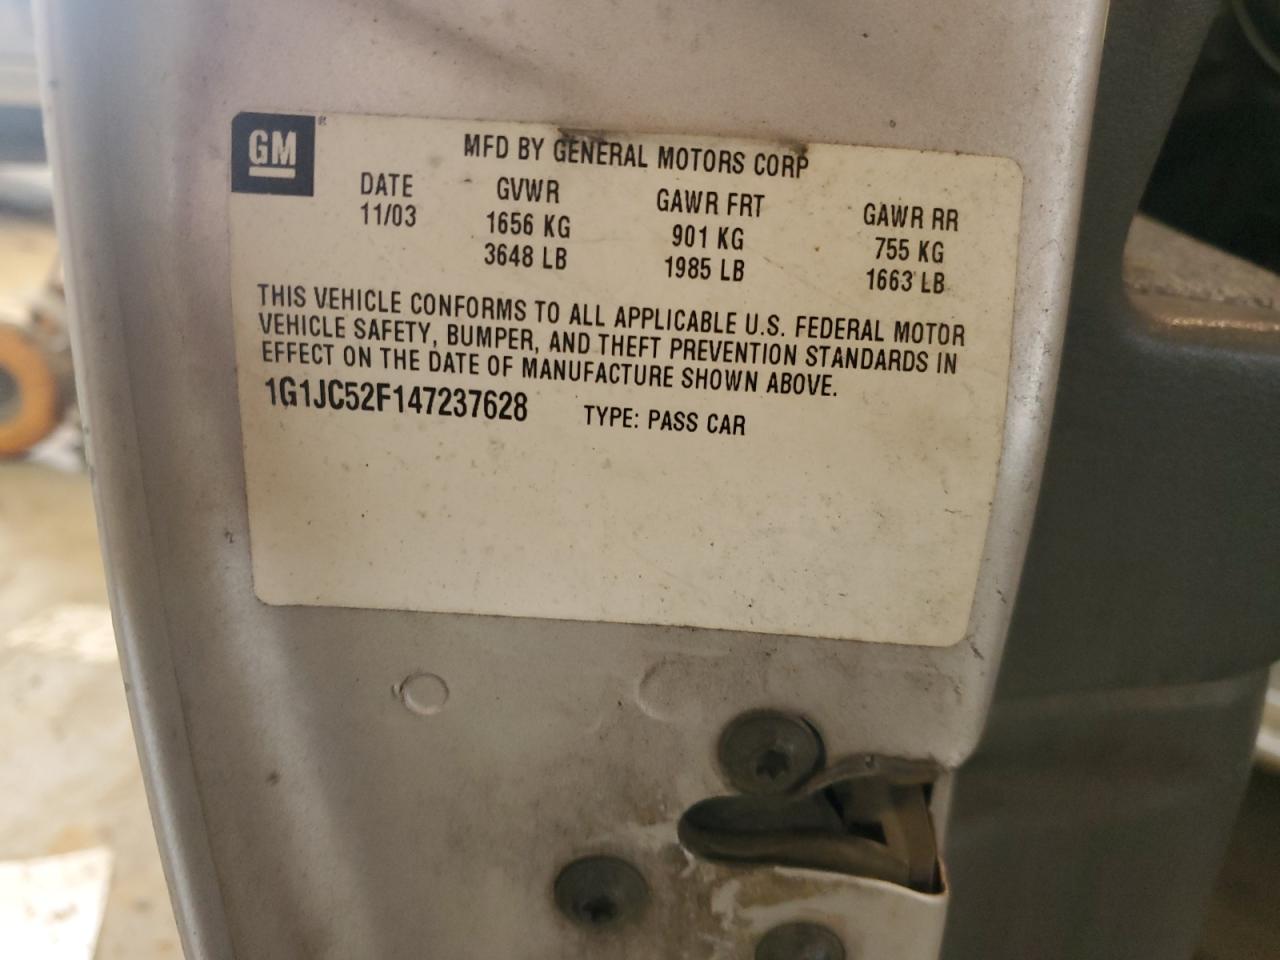 GM
MFD BY GENERAL MOTORS CORP
DATE GVWR GAWR FRT GAWR RR
11/03 1656 KG 901 KG 755 KG
3648 LB 1985 LB 1663 LB
THIS VEHICLE CONFORMS TO ALL APPLICABLE U.S. FEDERAL MOTOR
VEHICLE SAFETY, BUMPER, AND THEFT PREVENTION STANDARDS IN
EFFECT ON THE DATE OF MANUFACTURE SHOWN ABOVE.
1G1JC52F147237628 TYPE: PASS CAR